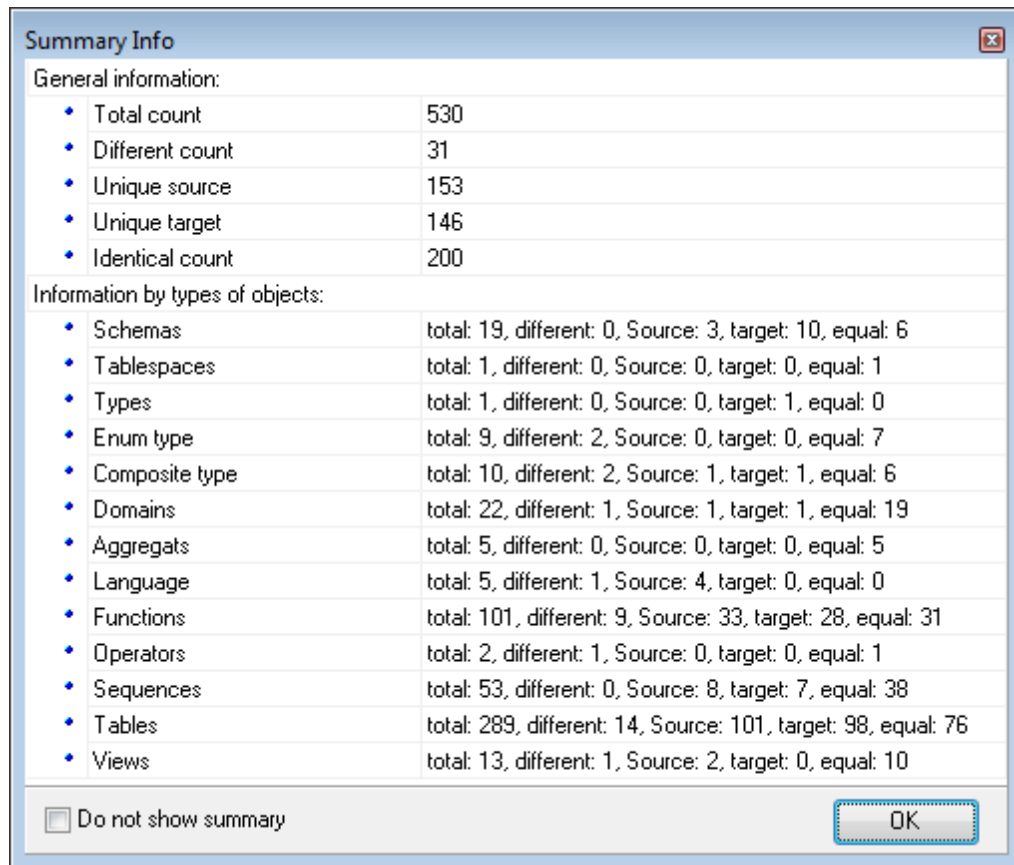 Summary Info
General information:
Total count 530
Different count 31
Unique source 153
Unique target 146
Identical count 200
Information by types of objects:
Schemas total: 19, different: 0, Source: 3, target: 10, equal: 6
Tablespaces total: 1, different: 0, Source: 0, target: 0, equal: 1
Types total: 1, different: 0, Source: 0, target: 1, equal: 0
Enum type total: 9, different: 2, Source: 0, target: 0, equal: 7
Composite type total: 10, different: 2, Source: 1, target: 1, equal: 6
Domains total: 22, different: 1, Source: 1, target: 1, equal: 19
Aggregats total: 5, different: 0, Source: 0, target: 0, equal: 5
Language total: 5, different: 1, Source: 4, target: 0, equal: 0
Functions total: 101, different: 9, Source: 33, target: 28, equal: 31
Operators total: 2, different: 1, Source: 0, target: 0, equal: 1
Sequences total: 53, different: 0, Source: 8, target: 7, equal: 38
Tables total: 289, different: 14, Source: 101, target: 98, equal: 76
Views total: 13, different: 1, Source: 2, target: 0, equal: 10
Do not show summary OK